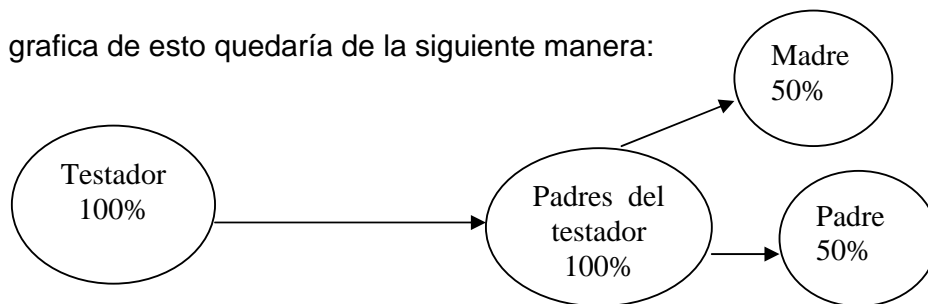 grafica de esto quedaría de la siguiente manera:
Madre
50%
Testador
100%
Padres del
testador
100%
Padre
50%